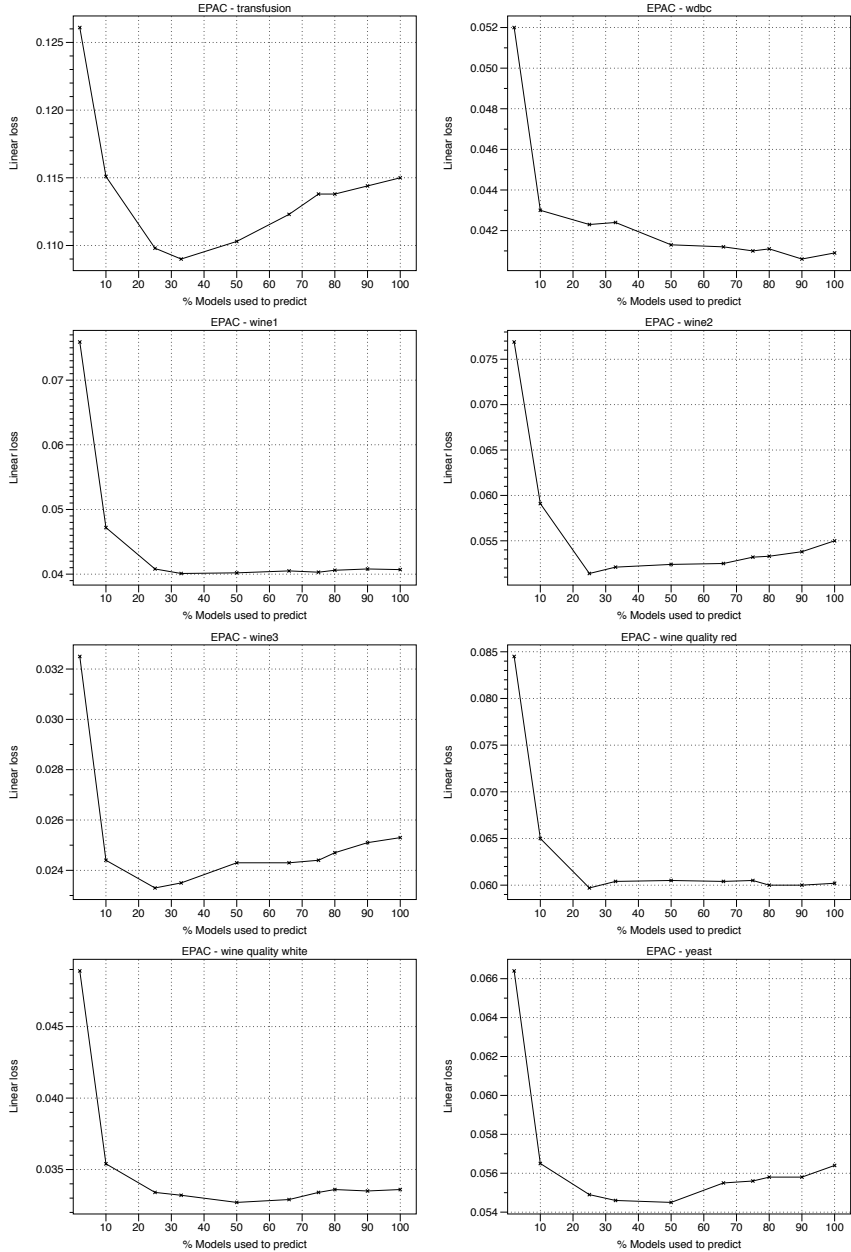 EPAC - transfusion
0.125
0.120
0.115
0.110
Linear loss
10 20 30 40 50 60 70 80 90 100
% Models used to predict
EPAC - wdbc
0.052
0.050
0.048
0.046
0.044
0.042
Linear loss
10 20 30 40 50 60 70 80 90 100
% Models used to predict
EPAC - wine1
0.07
0.06
0.05
0.04
Linear loss
10 20 30 40 50 60 70 80 90 100
% Models used to predict
EPAC - wine2
0.075
0.070
0.065
0.060
0.055
Linear loss
10 20 30 40 50 60 70 80 90 100
% Models used to predict
EPAC - wine3
0.032
0.030
0.028
0.026
0.024
Linear loss
10 20 30 40 50 60 70 80 90 100
% Models used to predict
EPAC - wine quality red
0.085
0.080
0.075
0.070
0.065
0.060
Linear loss
10 20 30 40 50 60 70 80 90 100
% Models used to predict
EPAC - wine quality white
0.045
0.040
0.035
Linear loss
10 20 30 40 50 60 70 80 90 100
% Models used to predict
EPAC - yeast
0.066
0.064
0.062
0.060
0.058
0.056
0.054
Linear loss
10 20 30 40 50 60 70 80 90 100
% Models used to predict